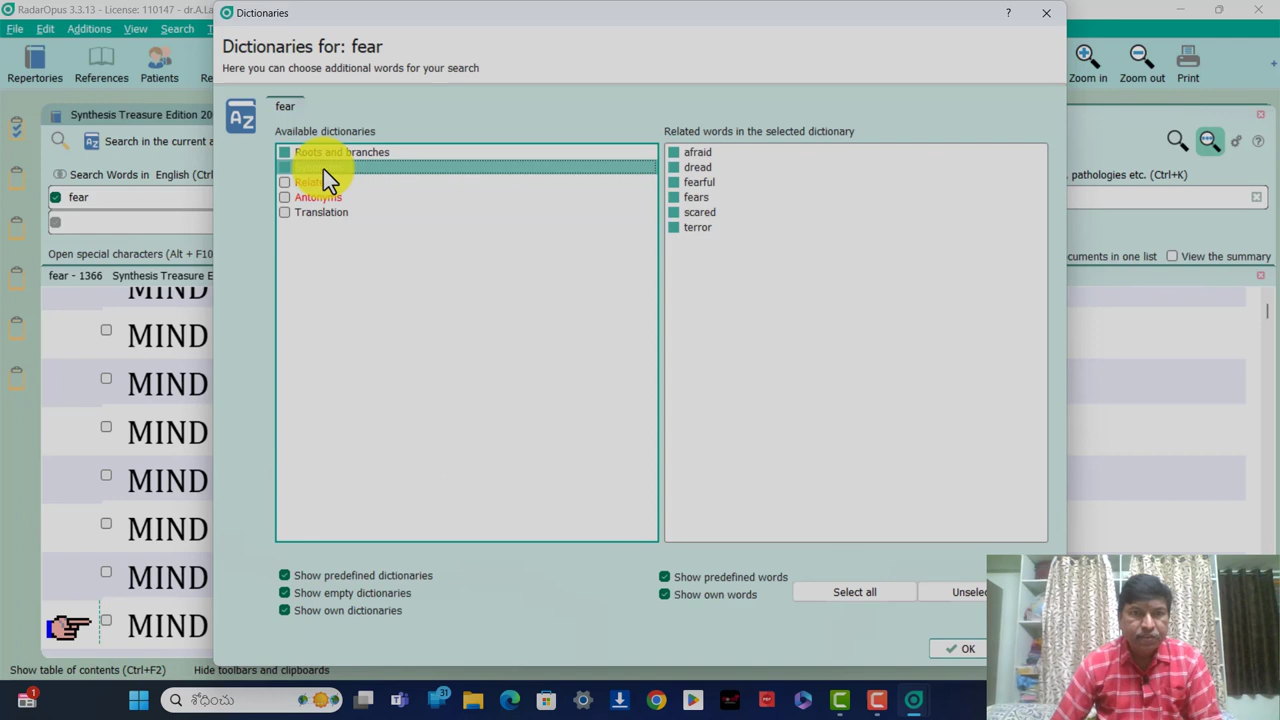 RadarOpus 3.3.13 - License: 110147 - dr.A.La
File Edit Additions View Search T
Repertories References Patients Re
Zoom in Zoom out Print
Synthesis Treasure Edition 20
Search in the current a
Search Words in English (Ctrl
, pathologies etc. (Ctrl+K)
fear
Open special characters (Alt + F10
cuments in one list View the summary
fear - 1366 Synthesis Treasure E
MIND
MIND
MIND
MIND
MIND
MIND
MIND
MIND
Show table of contents (Ctrl+F2) Hide toolbars and clipboards
Dictionaries
Dictionaries for: fear
Here you can choose additional words for your search
fear
Available dictionaries
Roots and branches
Antonyms
Translation
Related words in the selected dictionary
afraid
dread
fearful
fears
scared
terror
Show predefined dictionaries
Show empty dictionaries
Show own dictionaries
Show predefined words
Show own words
Select all
Unselec
OK
1
శోధించు
31